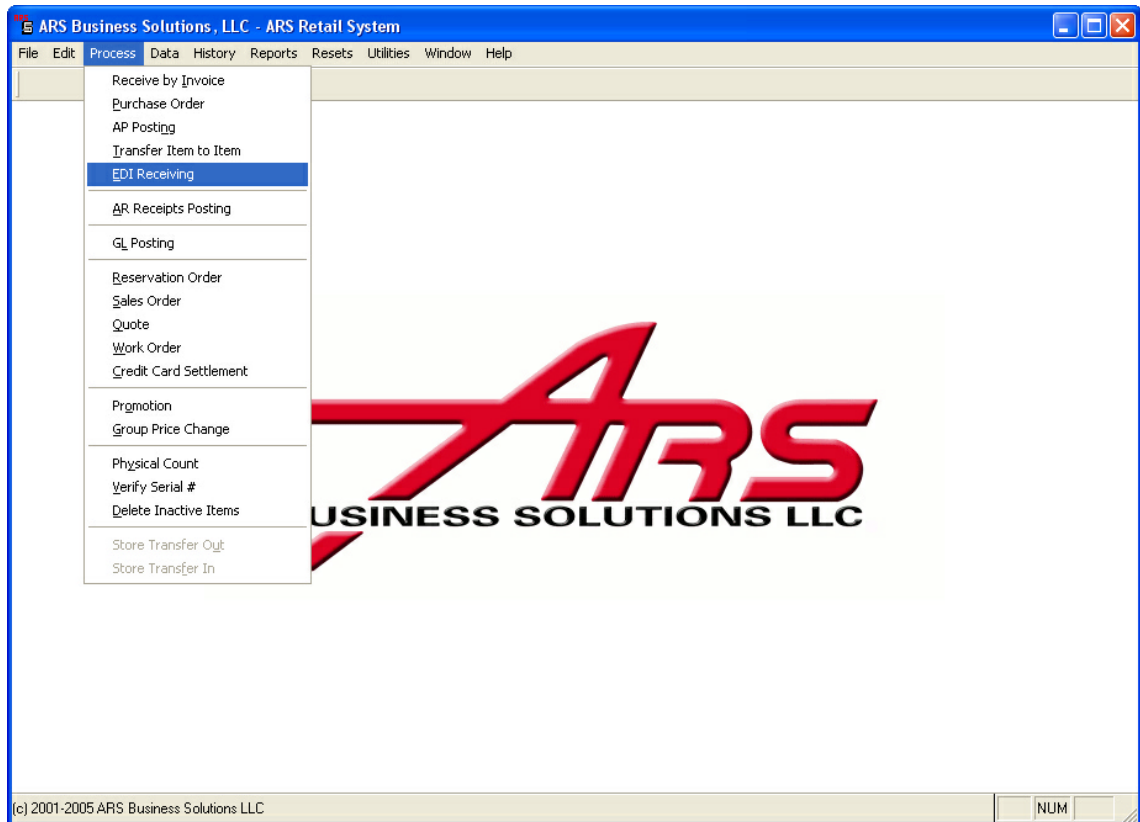 ARS Business Solutions, LLC - ARS Retail System
File Edit Process Data History Reports Resets Utilities Window Help
Receive by Invoice
Purchase Order
AP Posting
Transfer Item to Item
EDI Receiving
AR Receipts Posting
GL Posting
Reservation Order
Sales Order
Quote
Work Order
Credit Card Settlement
Promotion
Group Price Change
Physical Count
Verify Serial #
Delete Inactive Items
Store Transfer Out
Store Transfer In
ARS
USINESS SOLUTIONS LLC
(c) 2001-2005 ARS Business Solutions LLC
NUM